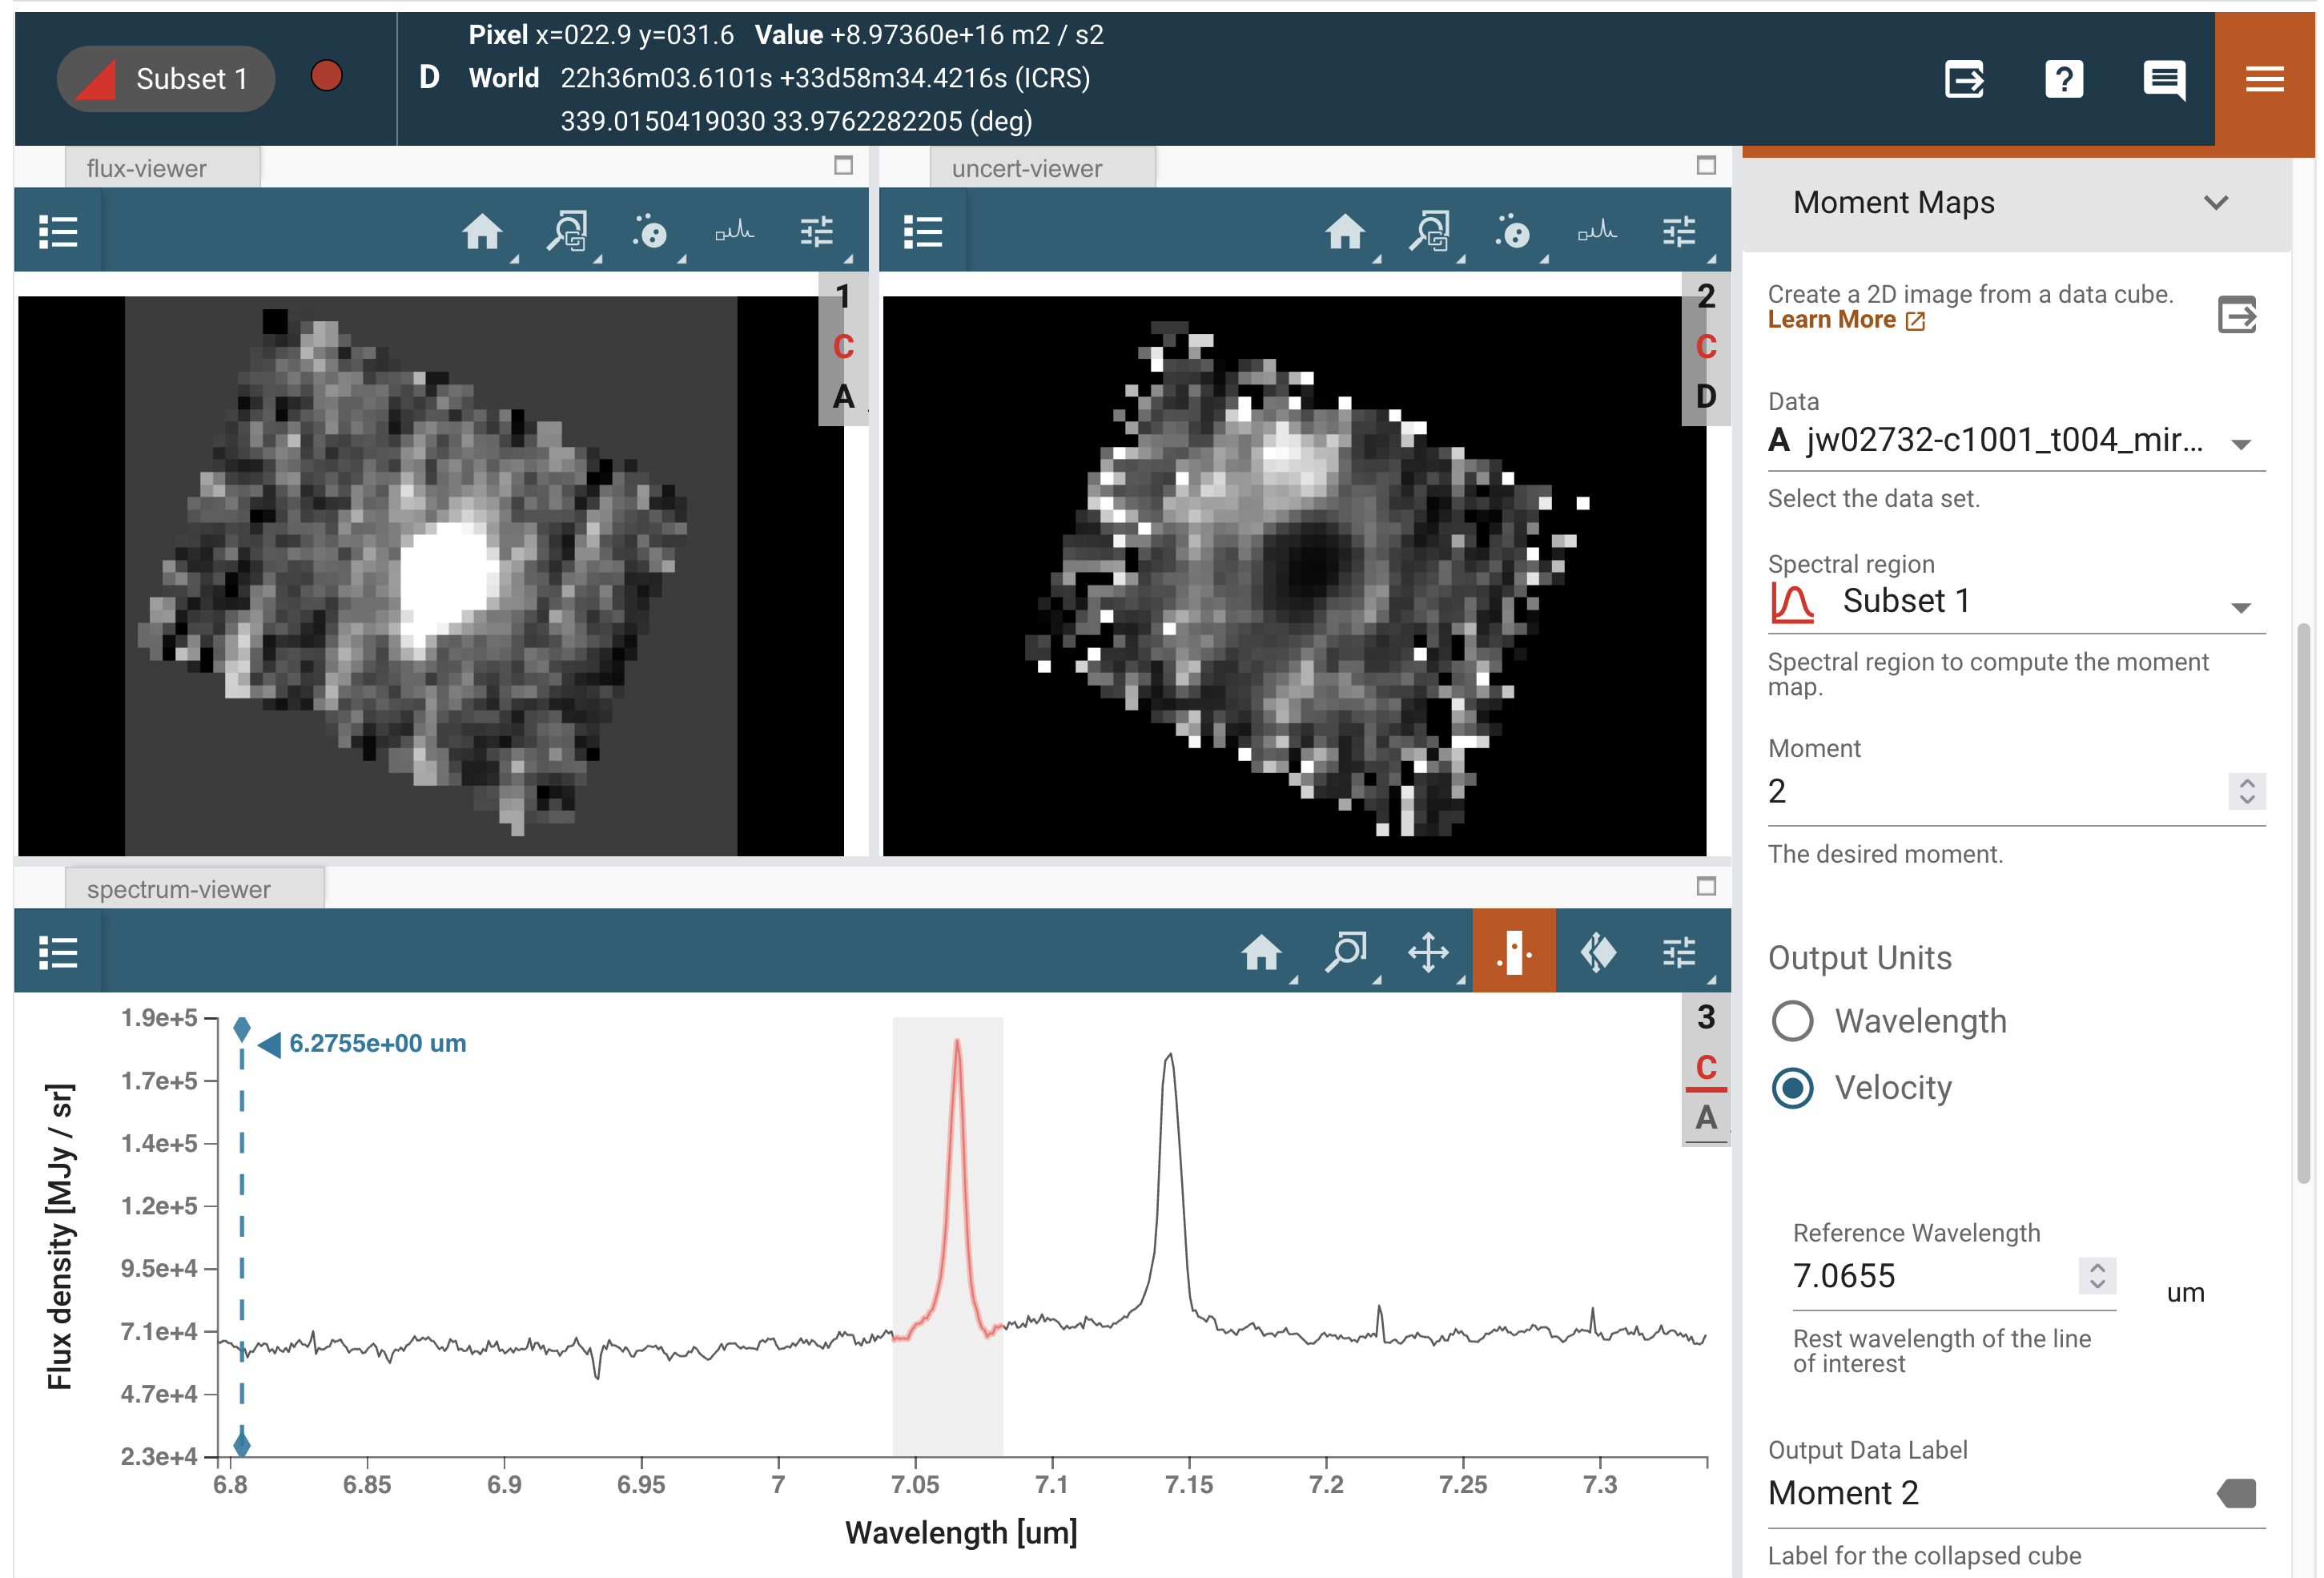 Subset 1
D
Pixel x=022.9 y=031.6 Value +8.97360e+16 m2 / s2
World 22h36m03.6101s +33d58m34.4216s (ICRS)
339.0150419030 33.9762282205 (deg)
flux-viewer
1
C
A
uncert-viewer
2
C
D
spectrum-viewer
3
C
A
6.2755e+00 um
Flux density [MJy / sr]
1.9e+5
1.7e+5
1.4e+5
1.2e+5
9.5e+4
7.1e+4
4.7e+4
2.3e+4
6.8 6.85 6.9 6.95 7 7.05 7.1 7.15 7.2 7.25 7.3
Wavelength [um]
Moment Maps
Create a 2D image from a data cube.
Learn More
Data
A jw02732-c1001_t004_mir...
Select the data set.
Spectral region
Subset 1
Spectral region to compute the moment
map.
Moment
2
The desired moment.
Output Units
Wavelength
Velocity
Reference Wavelength
7.0655
um
Rest wavelength of the line
of interest
Output Data Label
Moment 2
Label for the collapsed cube